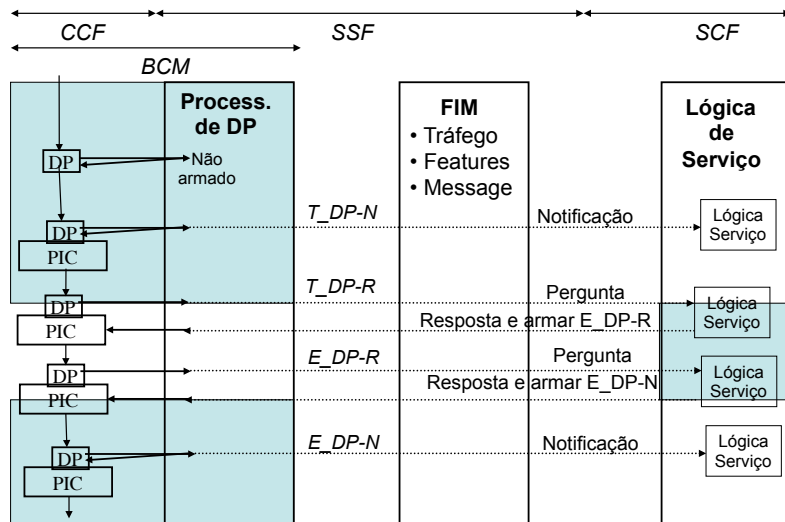 CCF
SSF
SCF
BCM
Process.
de DP
FIM
• Tráfego
• Features
• Message
Lógica
de
Serviço
DP
Não
armado
T_DP-N
Notificação
Lógica
Serviço
DP
PIC
T_DP-R
Pergunta
DP
Lógica
Serviço
Resposta e armar E_DP-R
PIC
E_DP-R
Pergunta
DP
Lógica
Serviço
Resposta e armar E_DP-N
PIC
E_DP-N
Notificação
Lógica
Serviço
DP
PIC